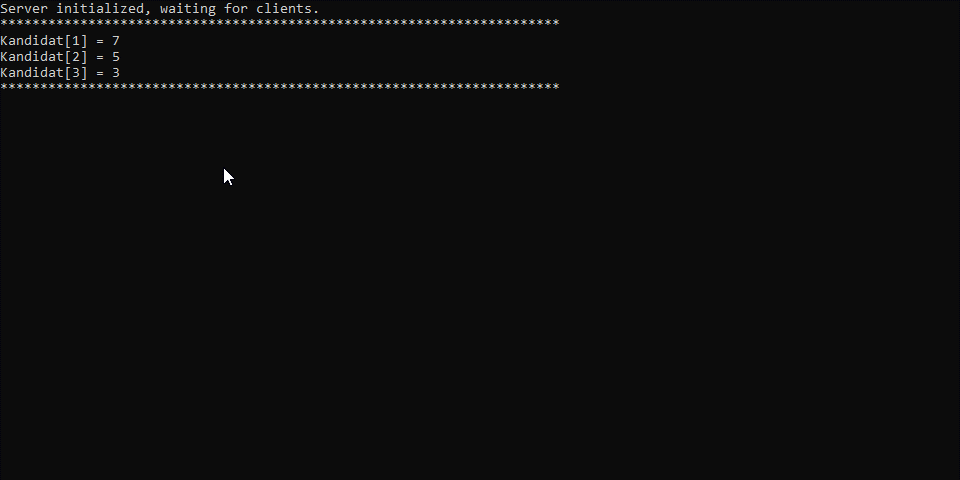 Server initialized, waiting for clients.
**********************************************************************
Kandidat[1] = 7
Kandidat[2] = 5
Kandidat[3] = 3
**********************************************************************